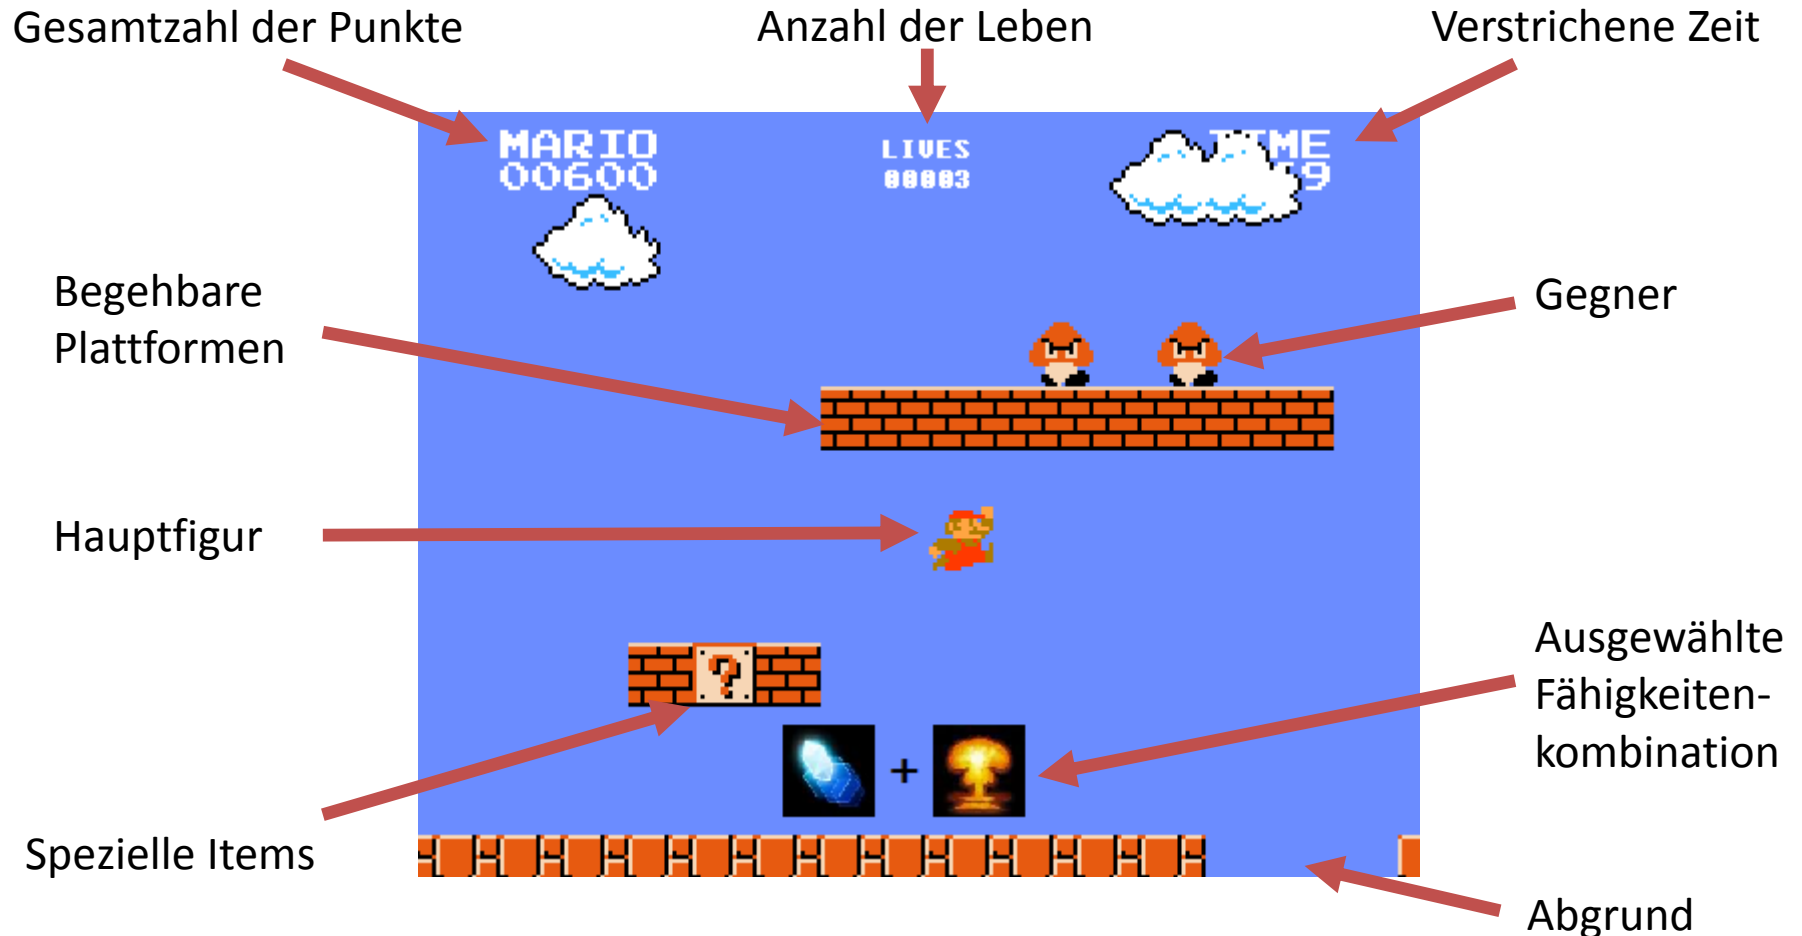 Gesamtzahl der Punkte
Anzahl der Leben
Verstrichene Zeit
MARIO
00600
LIVES
00003
Begehbare
Plattformen
Gegner
Hauptfigur
?
+
Ausgewählte
Fähigkeiten-
kombination
Spezielle Items
Abgrund